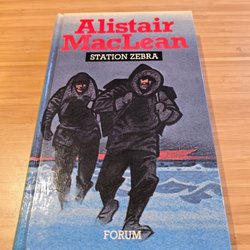 Alistair
MacLean
STATION ZEBRA
FORUM